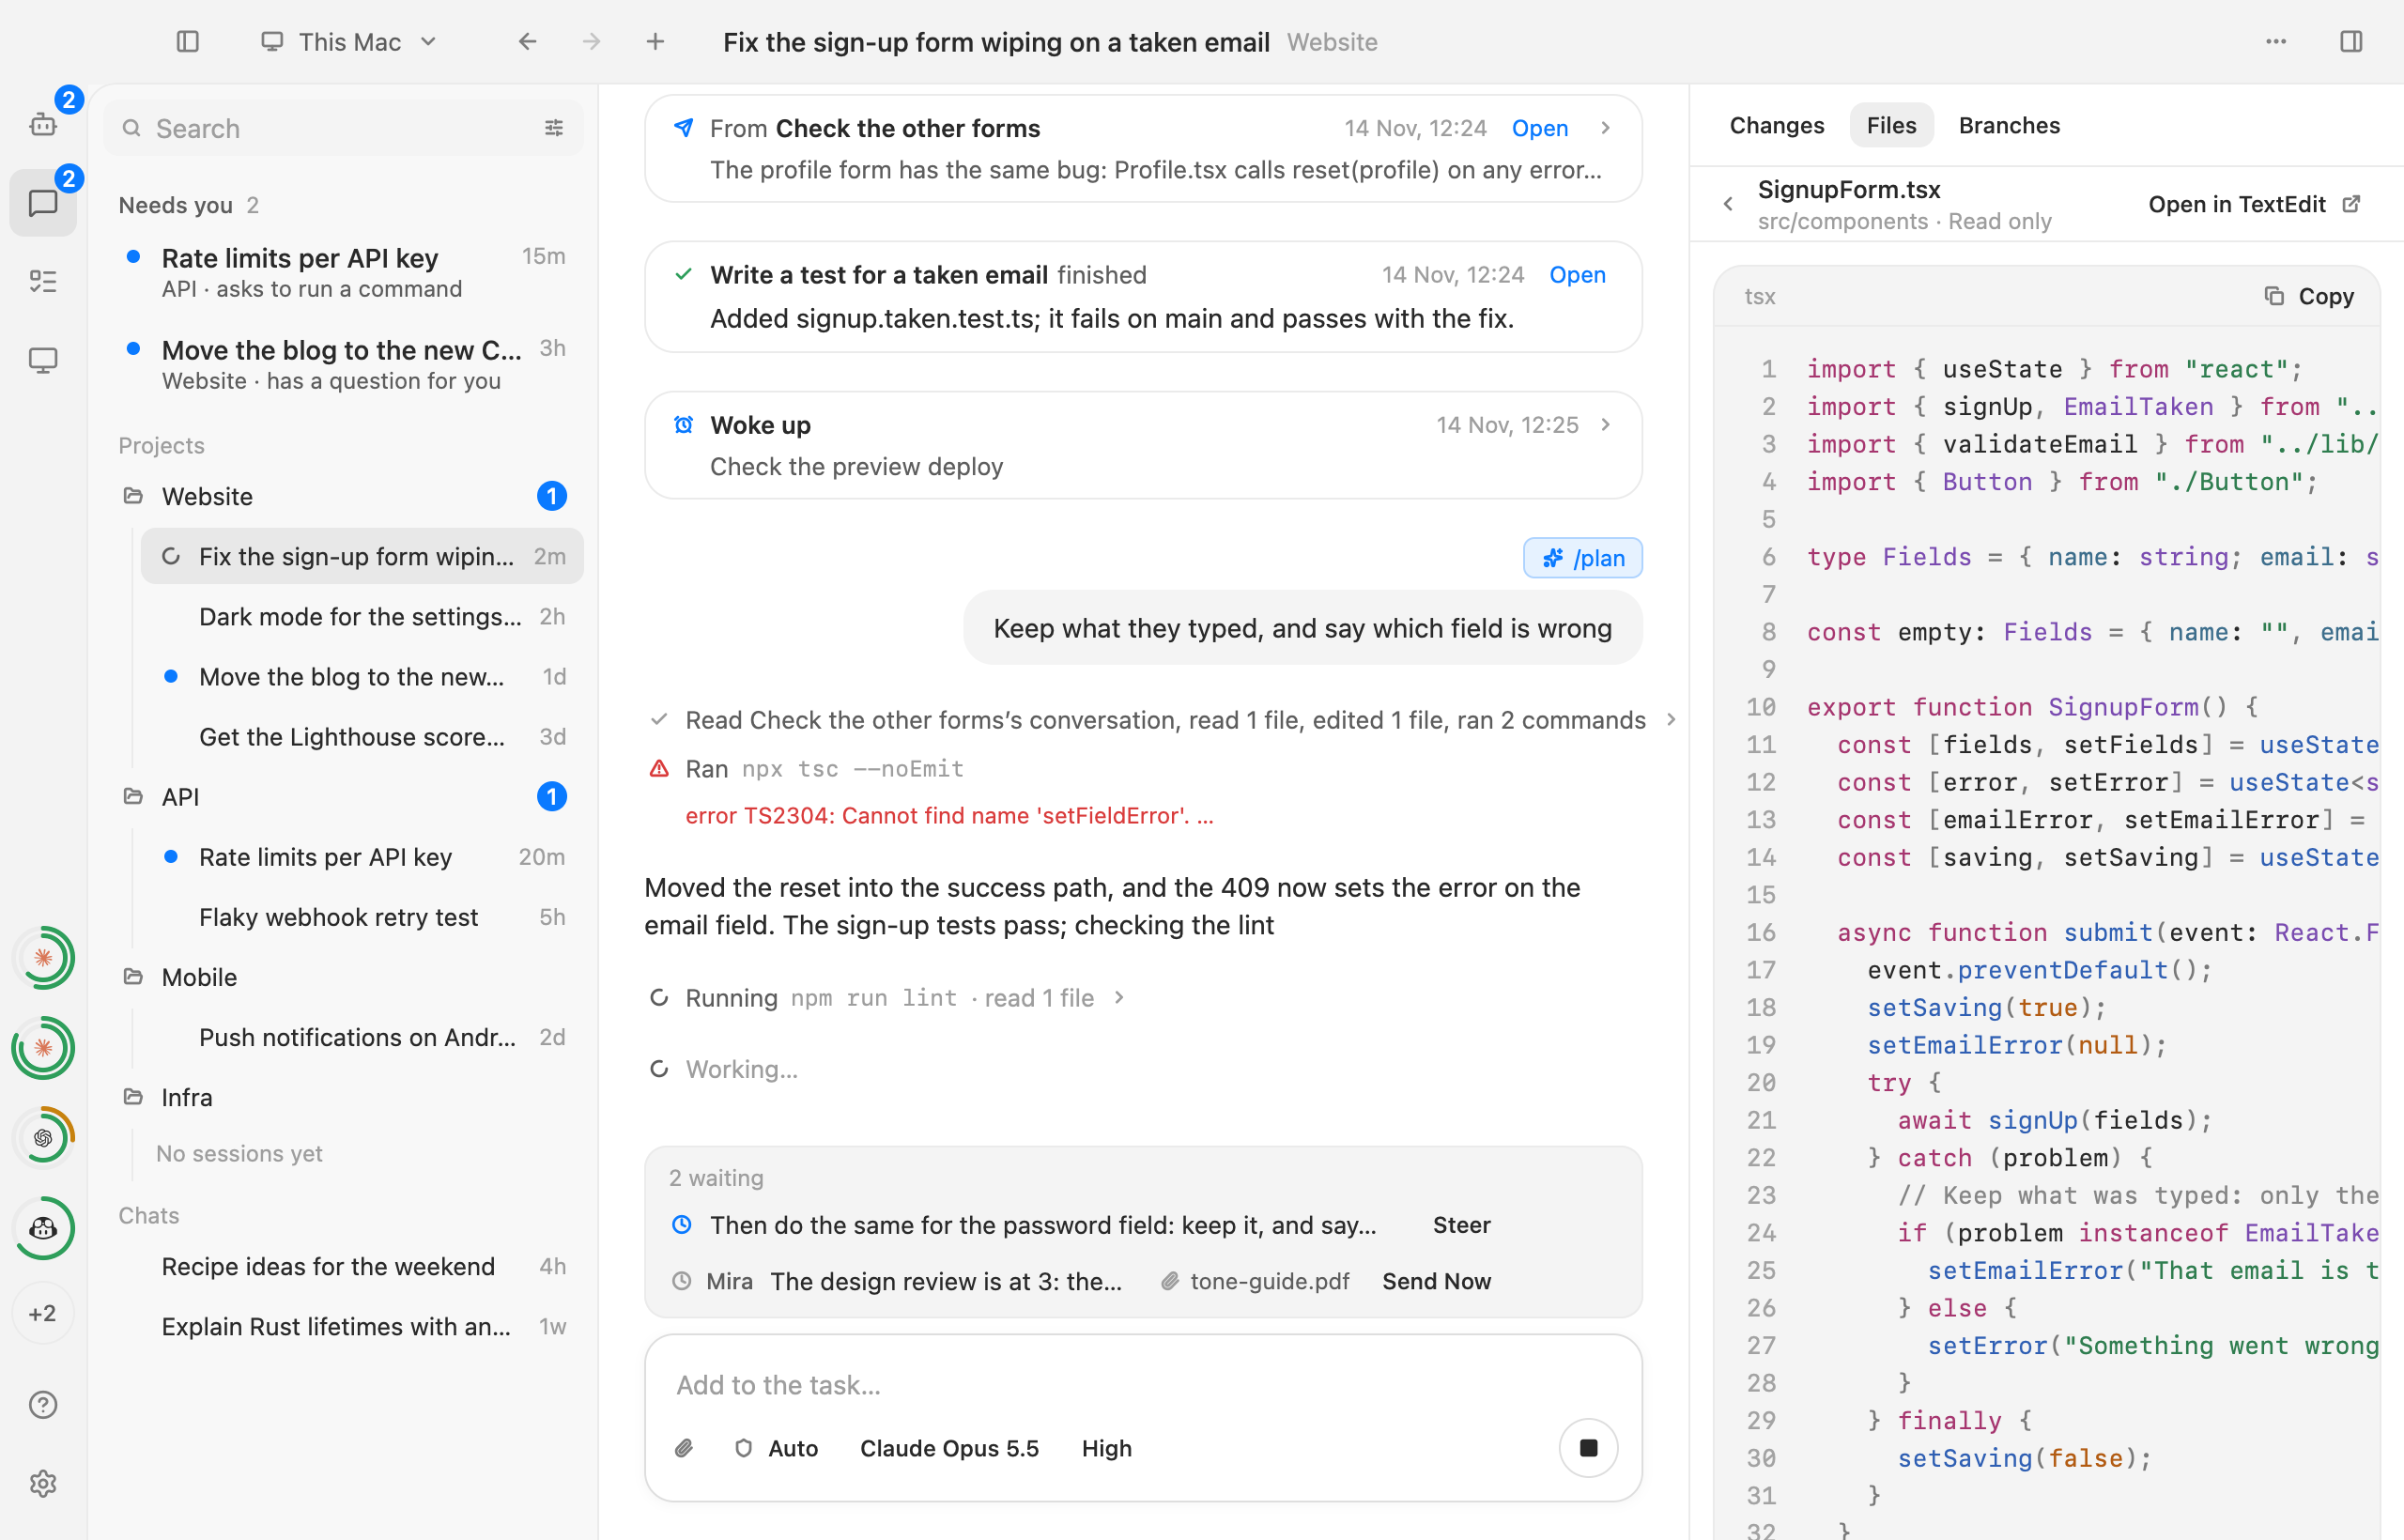 This Mac
Fix the sign-up form wiping on a taken email Website
2
2
Search
Needs you 2
Rate limits per API key 15m
API · asks to run a command
Move the blog to the new C... 3h
Website · has a question for you
Projects
Website 1
Fix the sign-up form wipin... 2m
Dark mode for the settings... 2h
Move the blog to the new... 1d
Get the Lighthouse score... 3d
API 1
Rate limits per API key 20m
Flaky webhook retry test 5h
Mobile
Push notifications on Andr... 2d
Infra
No sessions yet
Chats
Recipe ideas for the weekend 4h
Explain Rust lifetimes with an... 1w
+2
From Check the other forms 14 Nov, 12:24 Open
The profile form has the same bug: Profile.tsx calls reset(profile) on any error...
Write a test for a taken email finished 14 Nov, 12:24 Open
Added signup.taken.test.ts; it fails on main and passes with the fix.
Woke up 14 Nov, 12:25
Check the preview deploy
/plan
Keep what they typed, and say which field is wrong
Read Check the other forms’s conversation, read 1 file, edited 1 file, ran 2 commands
Ran npx tsc --noEmit
error TS2304: Cannot find name 'setFieldError'. ...
Moved the reset into the success path, and the 409 now sets the error on the
email field. The sign-up tests pass; checking the lint
Running npm run lint · read 1 file
Working...
2 waiting
Then do the same for the password field: keep it, and say... Steer
Mira The design review is at 3: the... tone-guide.pdf Send Now
Add to the task...
Auto Claude Opus 5.5 High
Changes Files Branches
SignupForm.tsx
src/components · Read only
Open in TextEdit
tsx Copy
1 import { useState } from "react";
2 import { signUp, EmailTaken } from "..
3 import { validateEmail } from "../lib/
4 import { Button } from "./Button";
5
6 type Fields = { name: string; email: s
7
8 const empty: Fields = { name: "", emai
9
10 export function SignupForm() {
11 const [fields, setFields] = useState
12 const [error, setError] = useState<s
13 const [emailError, setEmailError] =
14 const [saving, setSaving] = useState
15
16 async function submit(event: React.F
17 event.preventDefault();
18 setSaving(true);
19 setEmailError(null);
20 try {
21 await signUp(fields);
22 } catch (problem) {
23 // Keep what was typed: only the
24 if (problem instanceof EmailTake
25 setEmailError("That email is t
26 } else {
27 setError("Something went wrong
28 }
29 } finally {
30 setSaving(false);
31 }
32 }